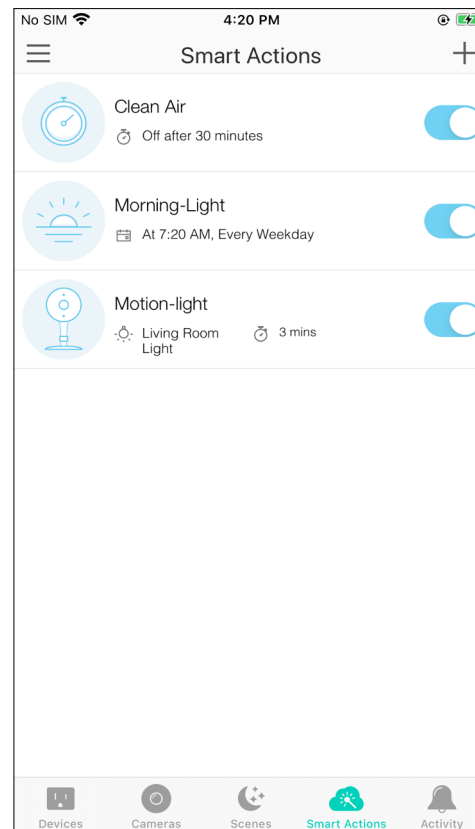 No SIM 4:20 PM
Smart Actions
Clean Air
Off after 30 minutes
Morning-Light
At 7:20 AM, Every Weekday
Motion-light
Living Room 3 mins
Light
Devices Cameras Scenes Smart Actions Activity